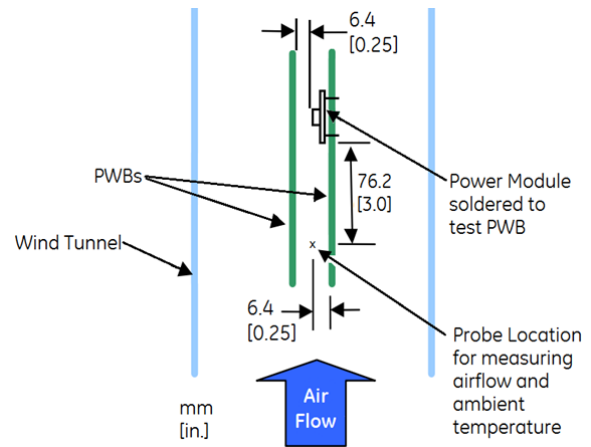 6.4
[0.25]
PWBs
76.2
[3.0]
Power Module
soldered to
test PWB
Wind Tunnel
x
6.4
[0.25]
Probe Location
for measuring
airflow and
ambient
temperature
Air
Flow
mm
[in.]